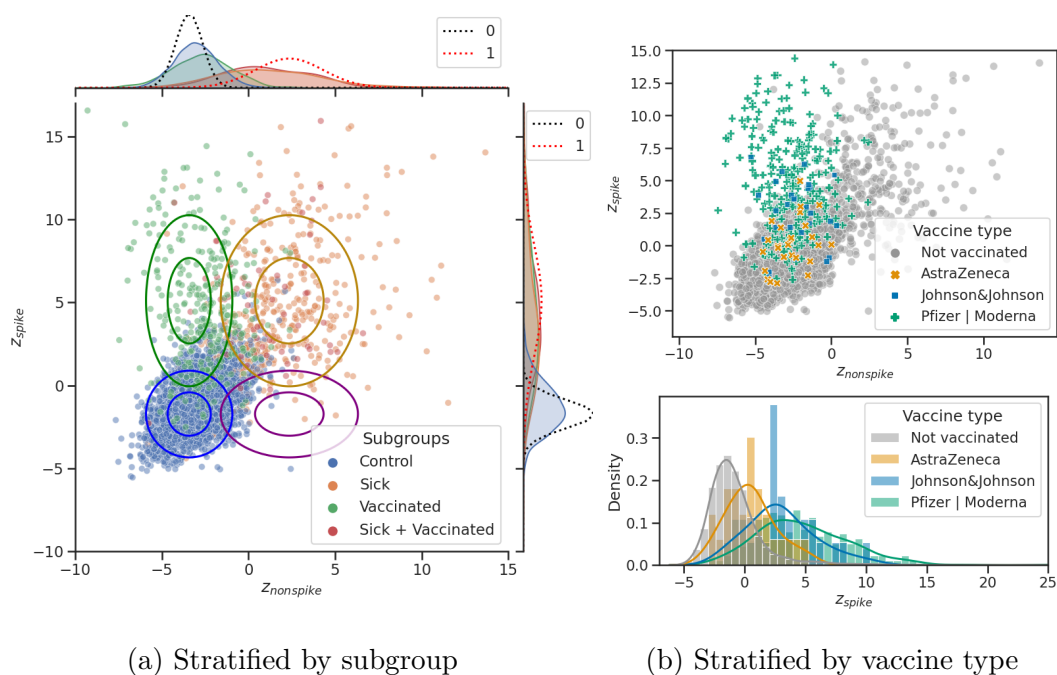 0
1
15
10
5
0
−5
−10
z_spike
−10 −5 0 5 10 15
z_nonspike
Subgroups
Control
Sick
Vaccinated
Sick + Vaccinated
0
1
15.0
12.5
10.0
7.5
5.0
2.5
0.0
−2.5
−5.0
z_spike
Vaccine type
Not vaccinated
AstraZeneca
Johnson&Johnson
Pfizer | Moderna
−10 −5 0 5 10
z_nonspike
Vaccine type
Not vaccinated
AstraZeneca
Johnson&Johnson
Pfizer | Moderna
Density
0.3
0.2
0.1
0.0
−5 0 5 10 15 20 25
z_spike
(a) Stratified by subgroup
(b) Stratified by vaccine type